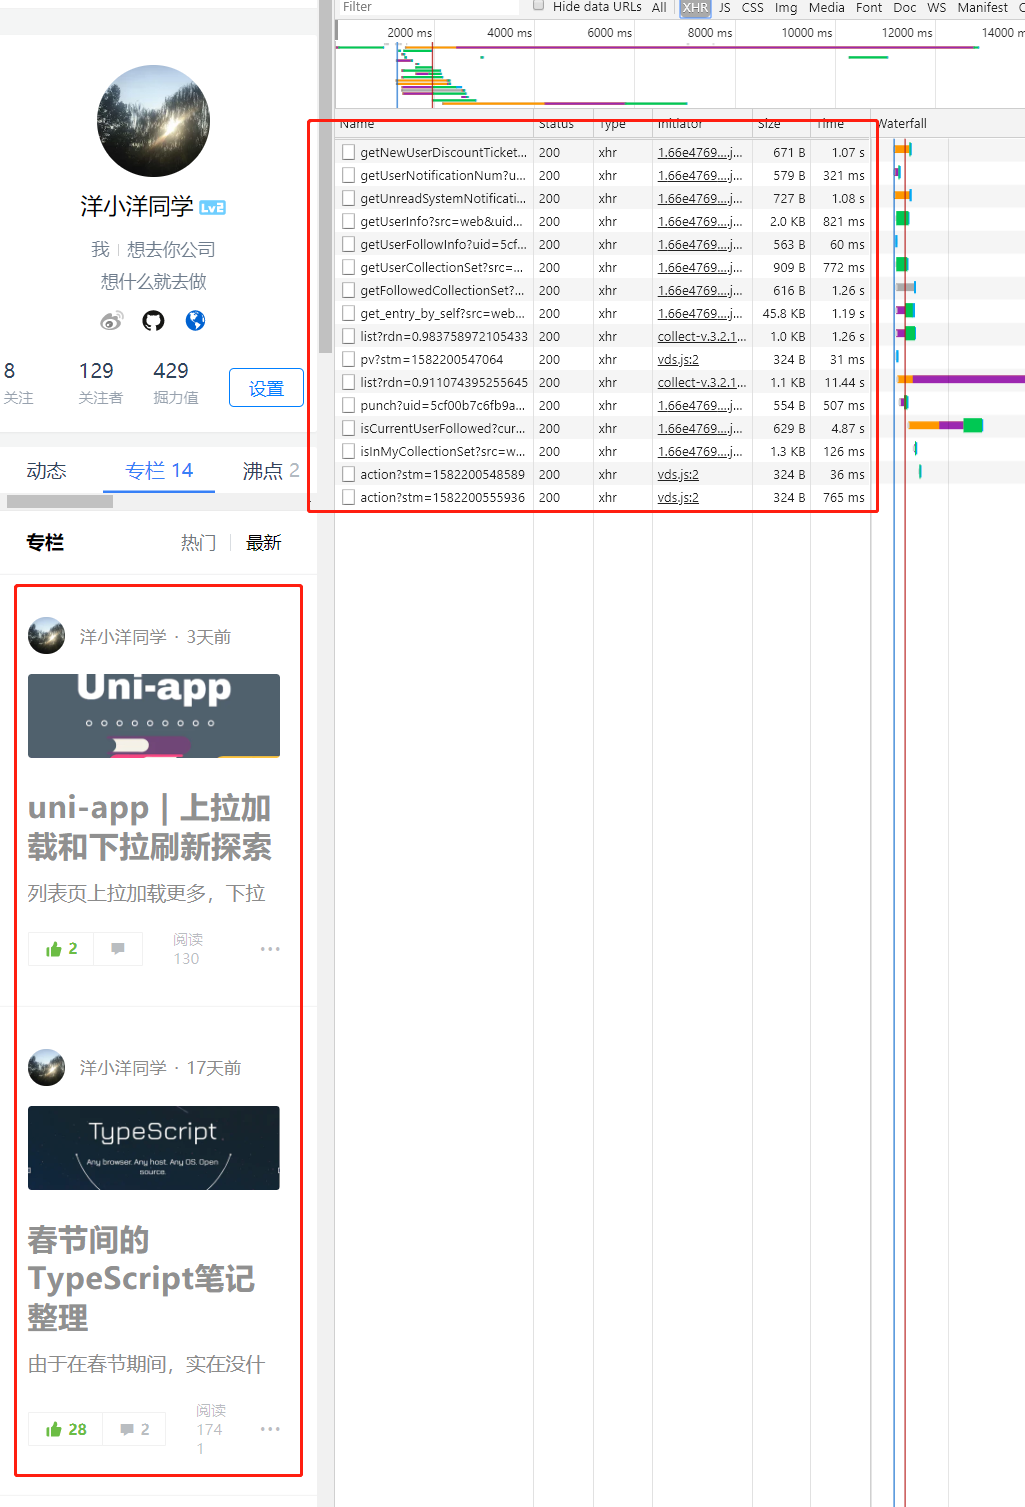 洋小洋同学 Lv2
我 | 想去你公司
想什么就去做
8
关注
129
关注者
429
掘力值
设置
动态
专栏 14
沸点 2
专栏
热门
最新
洋小洋同学 · 3天前
Uni-app
uni-app | 上拉加
载和下拉刷新探索
列表页上拉加载更多，下拉
2
阅读
130
洋小洋同学 · 17天前
TypeScript
Any browser. Any host. Any OS. Open
source.
春节间的
TypeScript笔记
整理
由于在春节期间，实在没什
28
2
阅读
174
1
Filter
Hide data URLs
All
XHR
JS
CSS
Img
Media
Font
Doc
WS
Manifest
2000 ms
4000 ms
6000 ms
8000 ms
10000 ms
12000 ms
14000 m
Name Status Type Initiator Size Time Waterfall
getNewUserDiscountTicket... 200 xhr 1.66e4769....j... 671 B 1.07 s
getUserNotificationNum?u... 200 xhr 1.66e4769....j... 579 B 321 ms
getUnreadSystemNotificati... 200 xhr 1.66e4769....j... 727 B 1.08 s
getUserInfo?src=web&uid... 200 xhr 1.66e4769....j... 2.0 KB 821 ms
getUserFollowInfo?uid=5cf... 200 xhr 1.66e4769....j... 563 B 60 ms
getUserCollectionSet?src=... 200 xhr 1.66e4769....j... 909 B 772 ms
getFollowedCollectionSet?... 200 xhr 1.66e4769....j... 616 B 1.26 s
get_entry_by_self?src=web... 200 xhr 1.66e4769....j... 45.8 KB 1.19 s
list?rdn=0.983758972105433 200 xhr collect-v.3.2.1... 1.0 KB 1.26 s
pv?stm=1582200547064 200 xhr vds.js:2 324 B 31 ms
list?rdn=0.911074395255645 200 xhr collect-v.3.2.1... 1.1 KB 11.44 s
punch?uid=5cf00b7c6fb9a... 200 xhr 1.66e4769....j... 554 B 507 ms
isCurrentUserFollowed?cur... 200 xhr 1.66e4769....j... 629 B 4.87 s
isInMyCollectionSet?src=w... 200 xhr 1.66e4769....j... 1.3 KB 126 ms
action?stm=1582200548589 200 xhr vds.js:2 324 B 36 ms
action?stm=1582200555936 200 xhr vds.js:2 324 B 765 ms